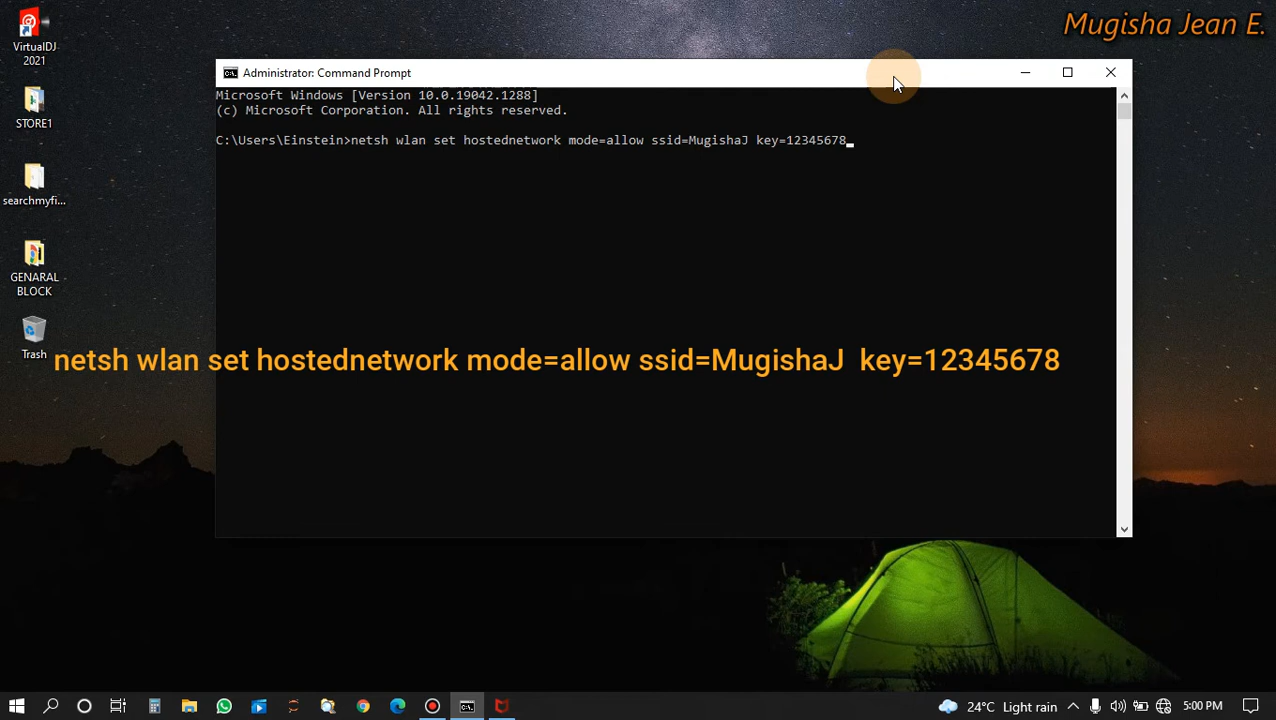 Mugisha Jean E.
VirtualDJ
2021
STORE1
searchmyfi...
GENARAL
BLOCK
Trash
Administrator: Command Prompt
Microsoft Windows [Version 10.0.19042.1288]
(c) Microsoft Corporation. All rights reserved.
C:\Users\Einstein>netsh wlan set hostednetwork mode=allow ssid=MugishaJ key=12345678
netsh wlan set hostednetwork mode=allow ssid=MugishaJ key=12345678
24°C Light rain
5:00 PM